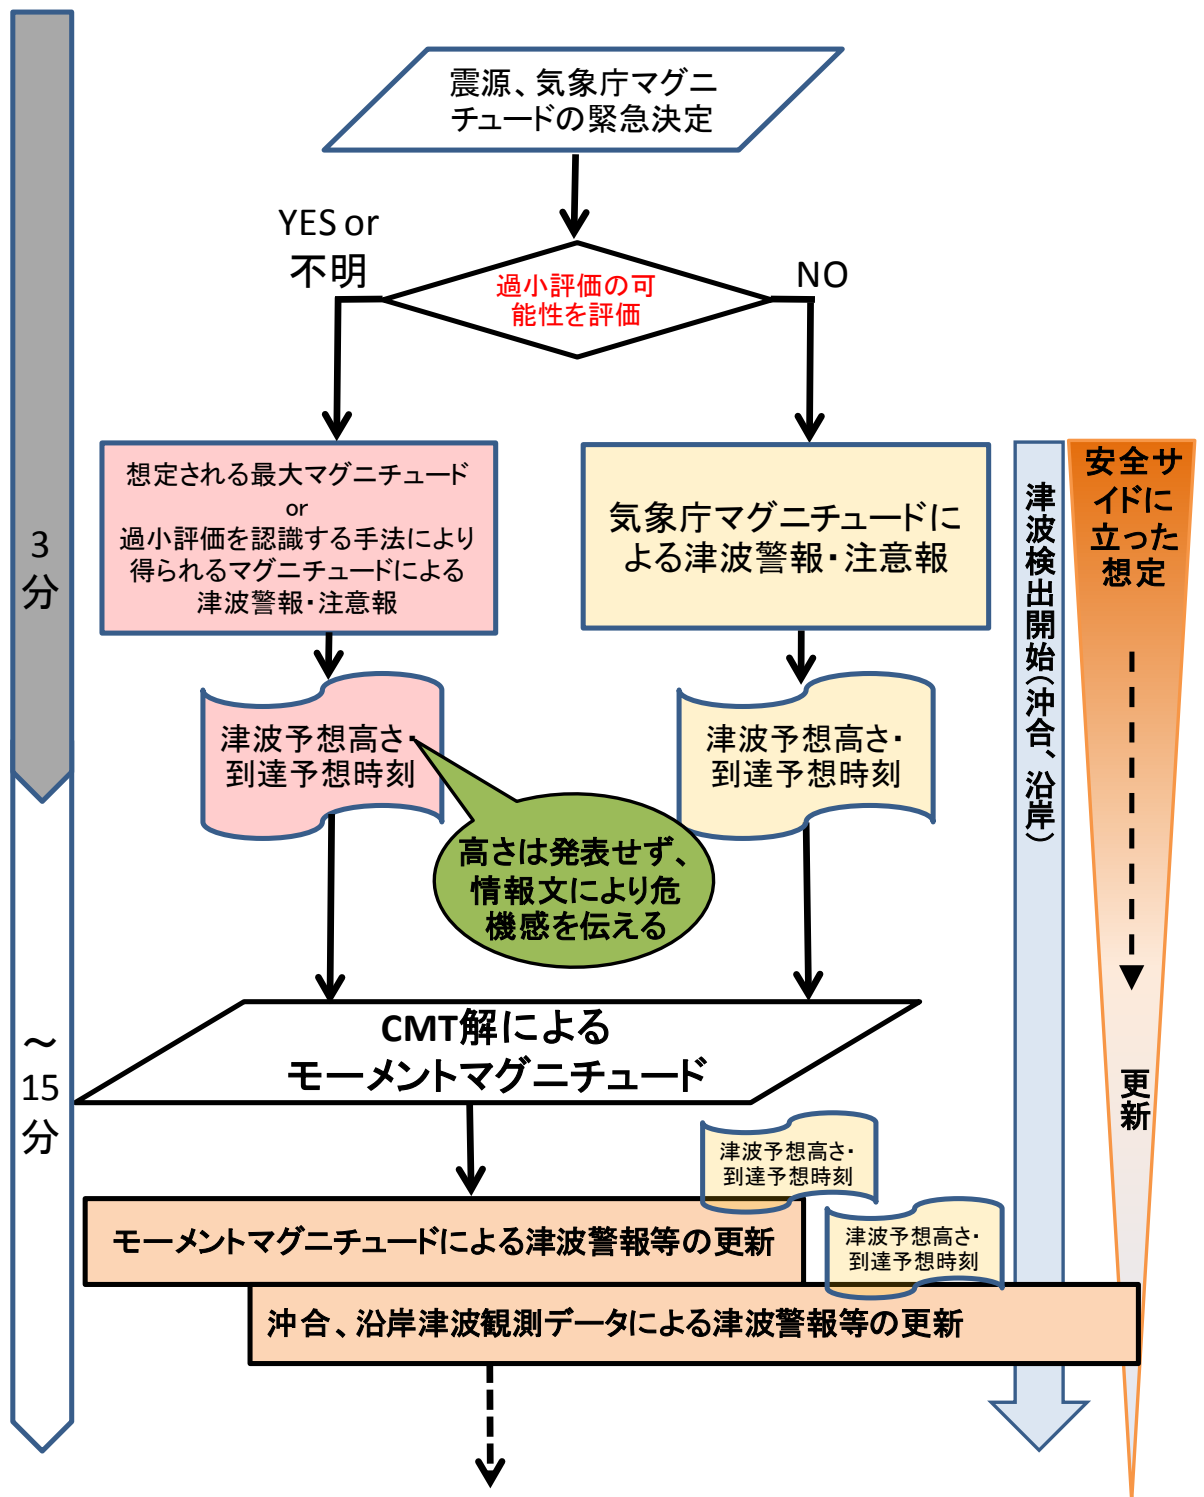 震源、気象庁マグニ
チュードの緊急決定
YES or
不明
NO
過小評価の可
能性を評価
想定される最大マグニチュード
or
過小評価を認識する手法により
得られるマグニチュードによる
津波警報・注意報
気象庁マグニチュードに
よる津波警報・注意報
3
分
津波検出開始（沖合、沿岸）
安全サ
イドに
立った
想定
津波予想高さ・
到達予想時刻
津波予想高さ・
到達予想時刻
高さは発表せず、
情報文により危
機感を伝える
～
15
分
CMT解による
モーメントマグニチュード
更新
津波予想高さ・
到達予想時刻
モーメントマグニチュードによる津波警報等の更新
津波予想高さ・
到達予想時刻
沖合、沿岸津波観測データによる津波警報等の更新